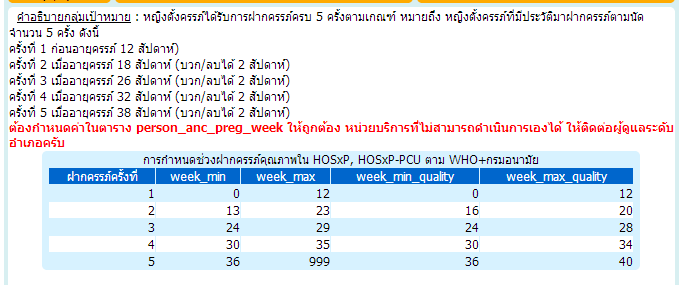 คำอธิบายกลุ่มเป้าหมาย : หญิงตั้งครรภ์ได้รับการฝากครรภ์ครบ 5 ครั้งตามเกณฑ์ หมายถึง หญิงตั้งครรภ์ที่มีประวัติมาฝากครรภ์ตามนัด
จำนวน 5 ครั้ง ดังนี้
ครั้งที่ 1 ก่อนอายุครรภ์ 12 สัปดาห์)
ครั้งที่ 2 เมื่ออายุครรภ์ 18 สัปดาห์ (บวก/ลบได้ 2 สัปดาห์)
ครั้งที่ 3 เมื่ออายุครรภ์ 26 สัปดาห์ (บวก/ลบได้ 2 สัปดาห์)
ครั้งที่ 4 เมื่ออายุครรภ์ 32 สัปดาห์ (บวก/ลบได้ 2 สัปดาห์)
ครั้งที่ 5 เมื่ออายุครรภ์ 38 สัปดาห์ (บวก/ลบได้ 2 สัปดาห์)
ต้องกำหนดค่าในตาราง person_anc_preg_week ให้ถูกต้อง หน่วยบริการที่ไม่สามารถดำเนินการเองได้ ให้ติดต่อผู้ดูแลระดับ
อำเภอครับ
การกำหนดช่วงฝากครรภ์คุณภาพใน HOSxP, HOSxP-PCU ตาม WHO+กรมอนามัย
ฝากครรภ์ครั้งที่ week_min week_max week_min_quality week_max_quality
1 0 12 0 12
2 13 23 16 20
3 24 29 24 28
4 30 35 30 34
5 36 999 36 40